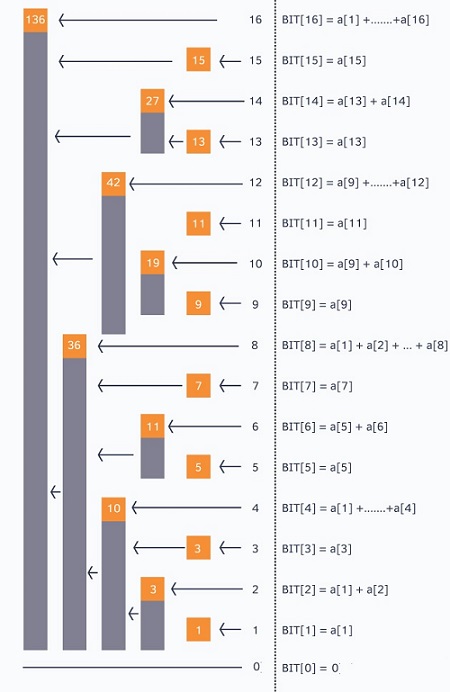 136 16 BIT[16] = a[1] +.......+a[16]
15 15 BIT[15] = a[15]
27 14 BIT[14] = a[13] + a[14]
13 13 BIT[13] = a[13]
42 12 BIT[12] = a[9] +.......+a[12]
11 11 BIT[11] = a[11]
19 10 BIT[10] = a[9] + a[10]
9 9 BIT[9] = a[9]
36 8 BIT[8] = a[1] + a[2] + ... + a[8]
7 7 BIT[7] = a[7]
11 6 BIT[6] = a[5] + a[6]
5 5 BIT[5] = a[5]
10 4 BIT[4] = a[1] +.......+a[4]
3 3 BIT[3] = a[3]
3 2 BIT[2] = a[1] + a[2]
1 1 BIT[1] = a[1]
0 BIT[0] = 0